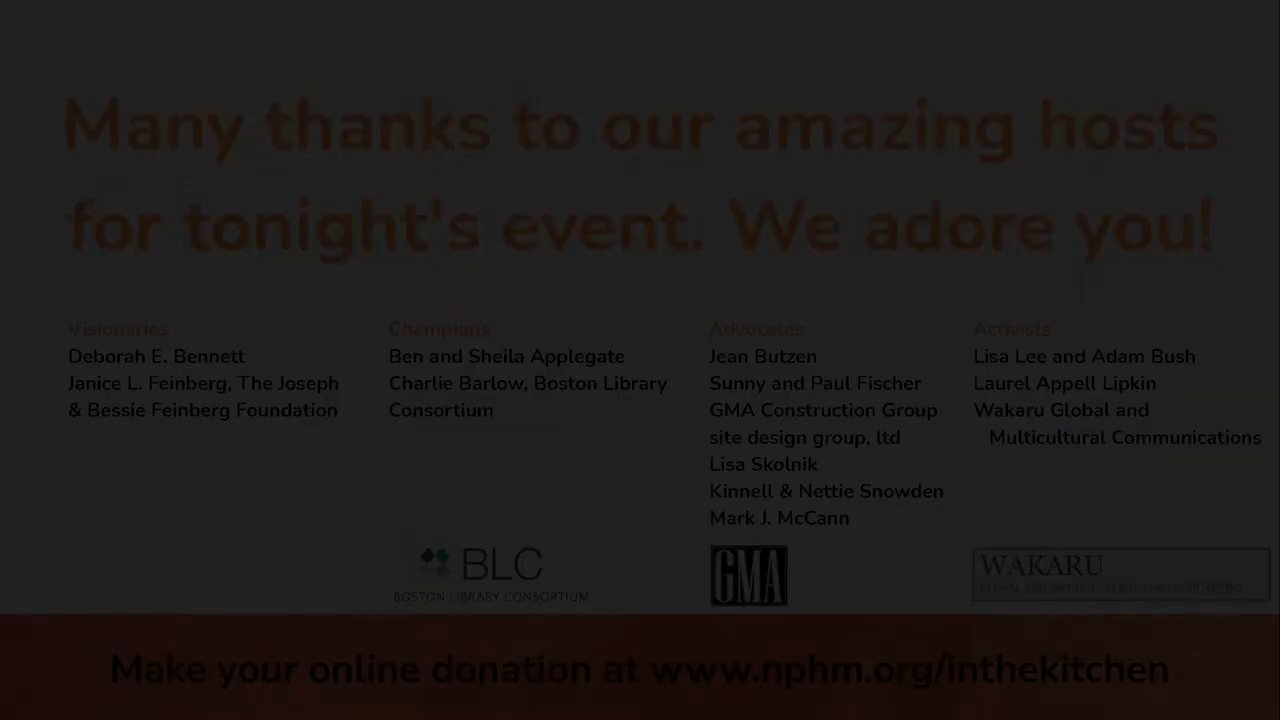 Many thanks to our amazing hosts
for tonight's event. We adore you!
Visionaries
Deborah E. Bennett
Janice L. Feinberg, The Joseph
& Bessie Feinberg Foundation
Champions
Ben and Sheila Applegate
Charlie Barlow, Boston Library
Consortium
BLC
BOSTON LIBRARY CONSORTIUM
Advocates
Jean Butzen
Sunny and Paul Fischer
GMA Construction Group
site design group, ltd
Lisa Skolnik
Kinnell & Nettie Snowden
Mark J. McCann
GMA
Activists
Lisa Lee and Adam Bush
Laurel Appell Lipkin
Wakaru Global and
Multicultural Communications
WAKARU
GLOBAL AND MULTICULTURAL COMMUNICATIONS
Make your online donation at www.nphm.org/inthekitchen